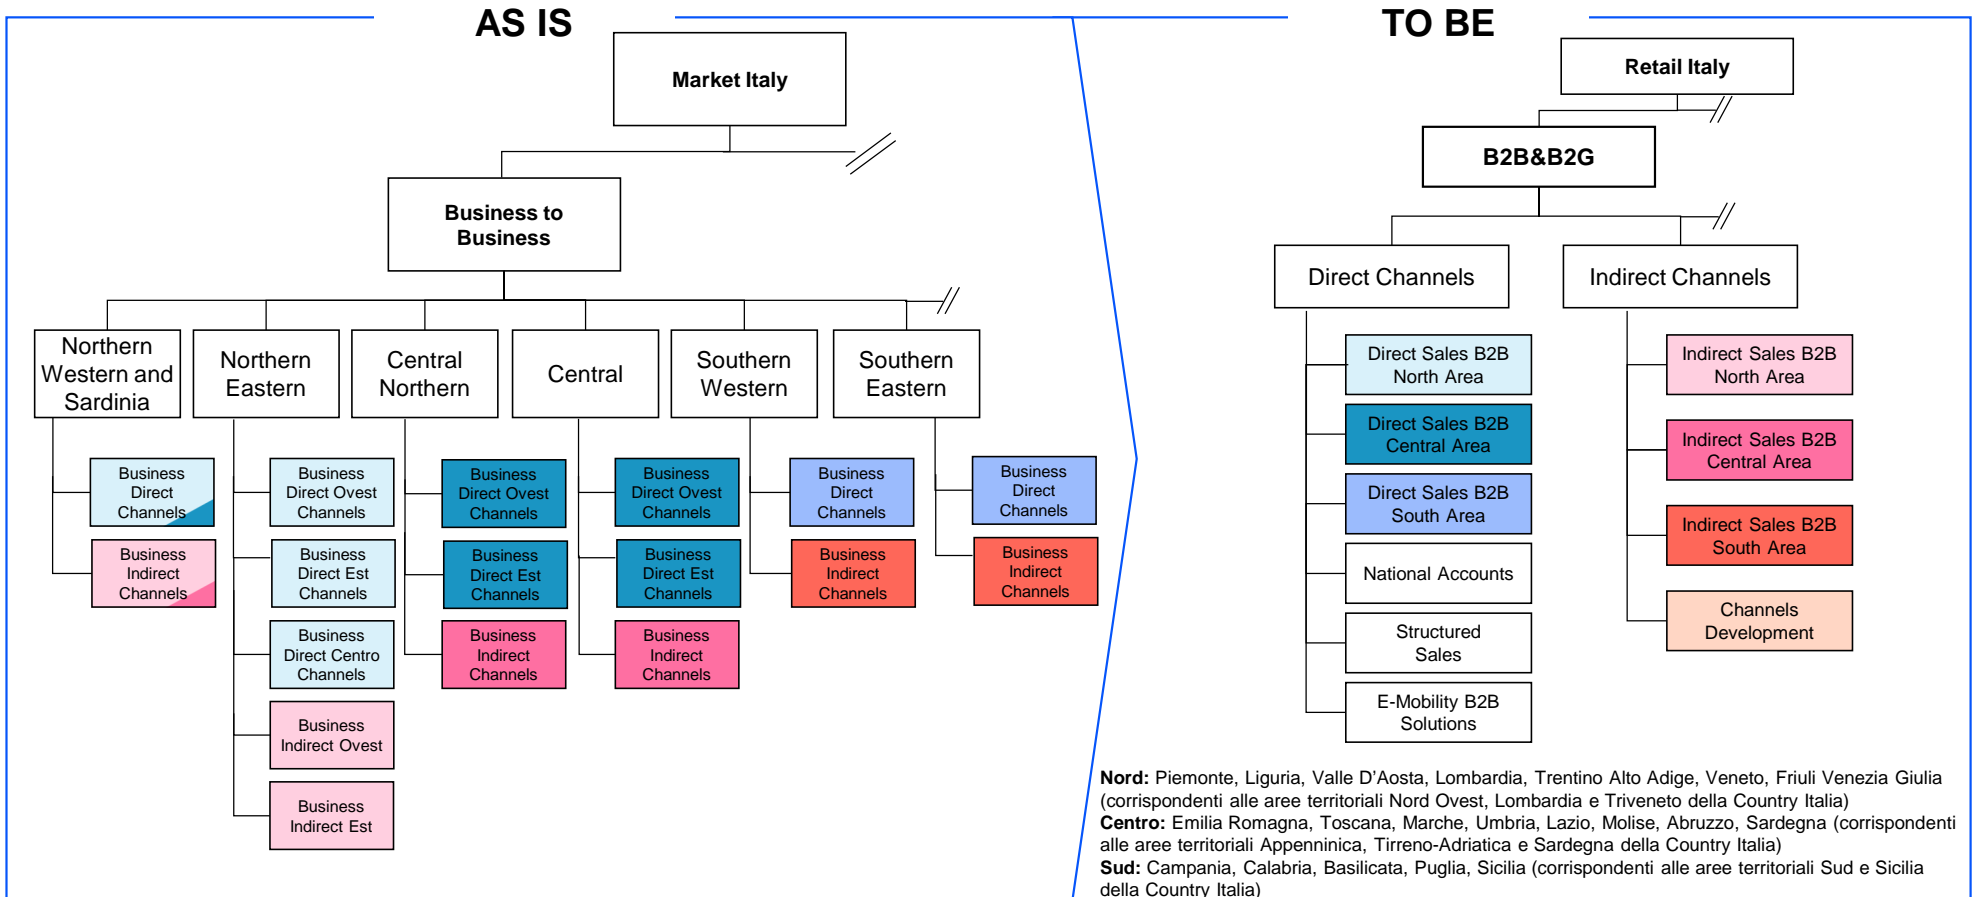 AS IS
Market Italy
Business to
Business
Northern
Western and
Sardinia
Northern
Eastern
Central
Northern
Central
Southern
Western
Southern
Eastern
Business
Direct
Channels
Business
Indirect
Channels
Business
Direct Ovest
Channels
Business
Direct Est
Channels
Business
Direct Centro
Channels
Business
Indirect Ovest
Business
Indirect Est
Business
Direct Ovest
Channels
Business
Direct Est
Channels
Business
Indirect
Channels
Business
Direct Ovest
Channels
Business
Direct Est
Channels
Business
Indirect
Channels
Business
Direct
Channels
Business
Indirect
Channels
Business
Direct
Channels
Business
Indirect
Channels
TO BE
Retail Italy
B2B&B2G
Direct Channels
Indirect Channels
Direct Sales B2B
North Area
Direct Sales B2B
Central Area
Direct Sales B2B
South Area
National Accounts
Structured
Sales
E-Mobility B2B
Solutions
Indirect Sales B2B
North Area
Indirect Sales B2B
Central Area
Indirect Sales B2B
South Area
Channels
Development
Nord: Piemonte, Liguria, Valle D'Aosta, Lombardia, Trentino Alto Adige, Veneto, Friuli Venezia Giulia
(corrispondenti alle aree territoriali Nord Ovest, Lombardia e Triveneto della Country Italia)
Centro: Emilia Romagna, Toscana, Marche, Umbria, Lazio, Molise, Abruzzo, Sardegna (corrispondenti
alle aree territoriali Appenninica, Tirreno-Adriatica e Sardegna della Country Italia)
Sud: Campania, Calabria, Basilicata, Puglia, Sicilia (corrispondenti alle aree territoriali Sud e Sicilia
della Country Italia)